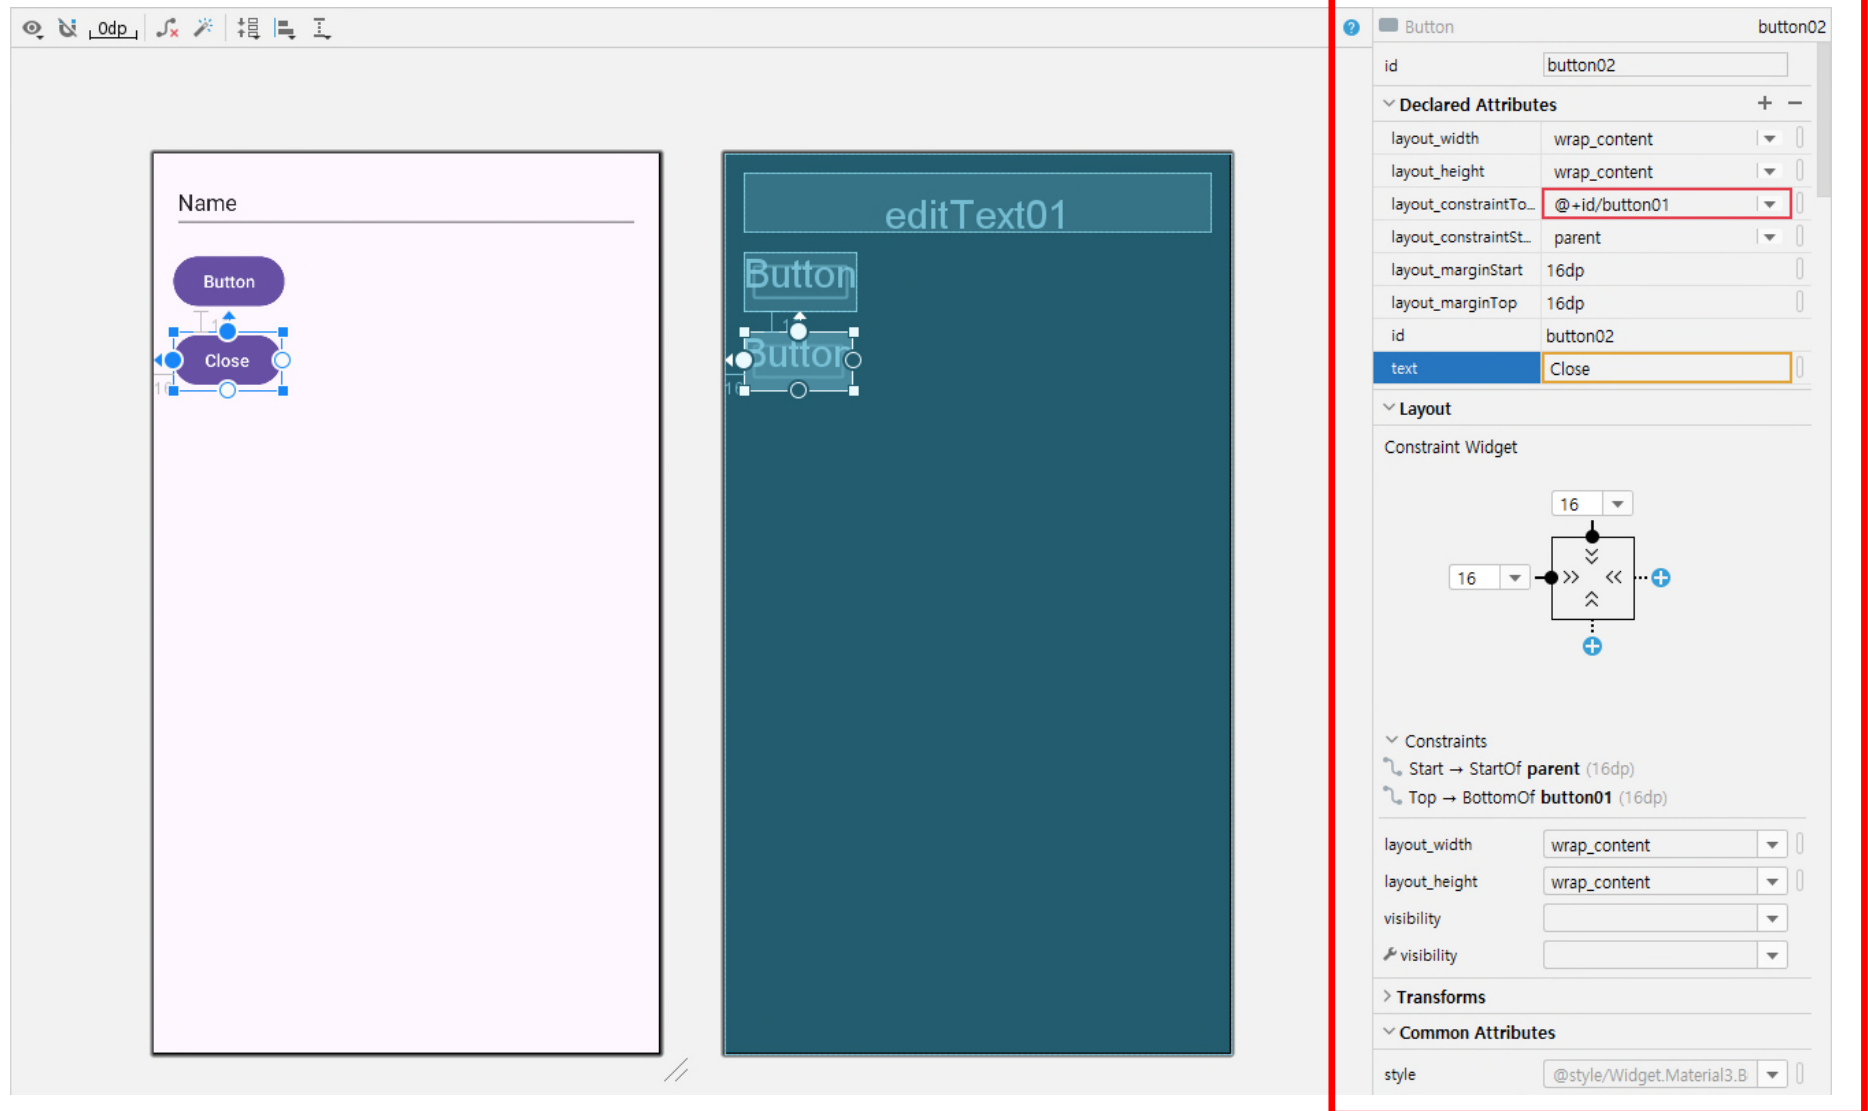 0dp
Button
button02
id
button02
Declared Attributes
layout_width
wrap_content
layout_height
wrap_content
layout_constraintTo...
@+id/button01
layout_constraintSt...
parent
layout_marginStart
16dp
layout_marginTop
16dp
id
button02
text
Close
Layout
Constraint Widget
16
16
Constraints
Start → StartOf parent (16dp)
Top → BottomOf button01 (16dp)
layout_width
wrap_content
layout_height
wrap_content
visibility
visibility
Transforms
Common Attributes
style
@style/Widget.Material3.B
Name
Button
Close
editText01
Button
Button